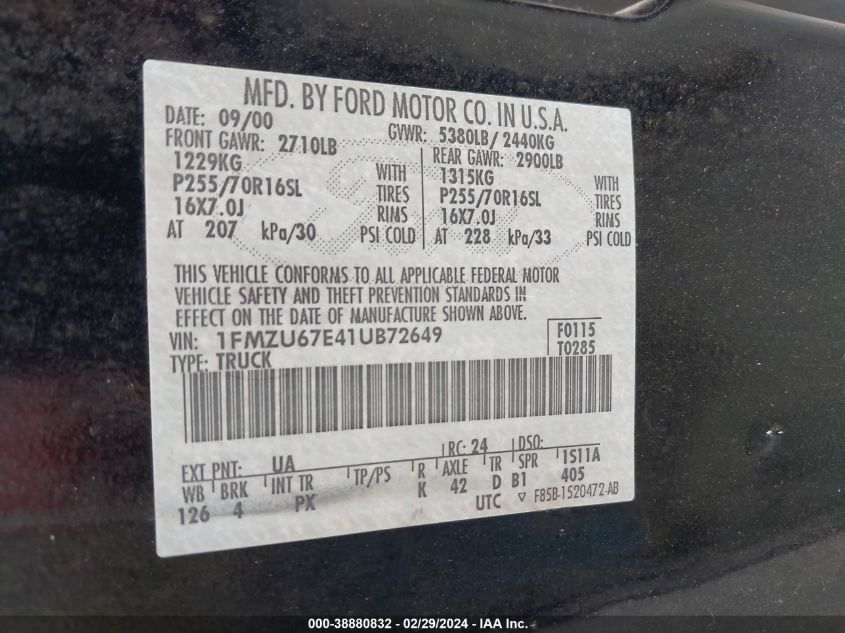 MFD. BY FORD MOTOR CO. IN U.S.A.
DATE: 09/00 GVWR: 5380LB/ 2440KG
FRONT GAWR: 2710LB REAR GAWR: 2900LB
1229KG WITH 1315KG WITH
P255/70R16SL TIRES P255/70R16SL TIRES
16X7.0J RIMS 16X7.0J RIMS
AT 207 kPa/30 PSI COLD AT 228 kPa/33 PSI COLD
THIS VEHICLE CONFORMS TO ALL APPLICABLE FEDERAL MOTOR
VEHICLE SAFETY AND THEFT PREVENTION STANDARDS IN
EFFECT ON THE DATE OF MANUFACTURE SHOWN ABOVE.
VIN: 1FMZU67E41UB72649 F0115
TYPE: TRUCK T0285
EXT PNT: UA RC: 24 DSO:
WB BRK INT TR TP/PS R AXLE TR SPR 1S11A
126 4 PX K 42 D B1 405
UTC ▽ F85B-1520472-AB
000-38880832 - 02/29/2024 - IAA Inc.